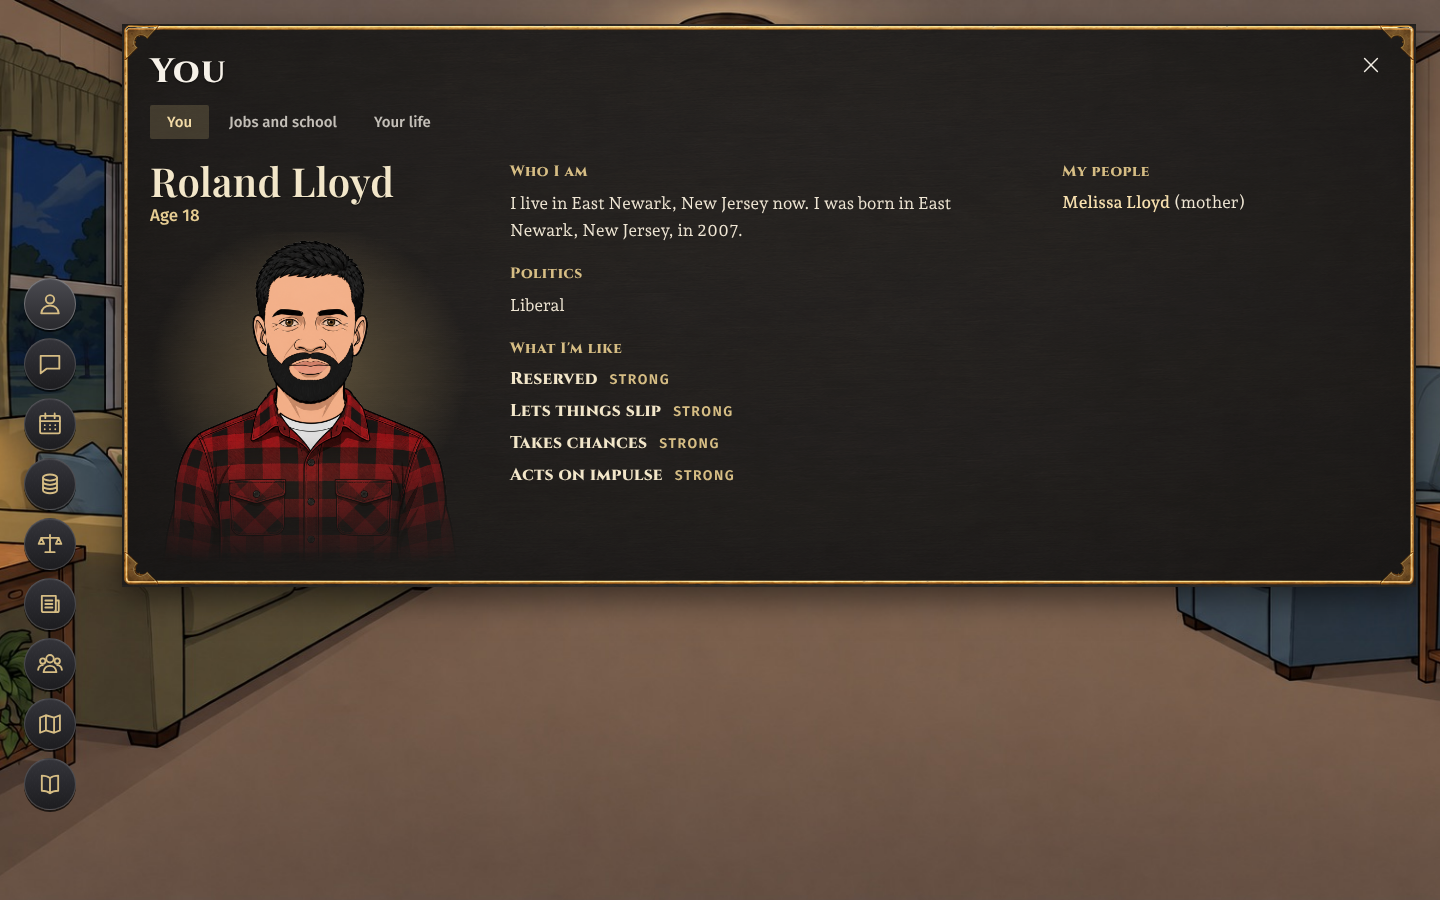 You
You
Jobs and school
Your life
Roland Lloyd
Age 18
Who I am
I live in East Newark, New Jersey now. I was born in East
Newark, New Jersey, in 2007.
Politics
Liberal
What I'm like
Reserved STRONG
Lets things slip STRONG
Takes chances STRONG
Acts on impulse STRONG
My people
Melissa Lloyd (mother)